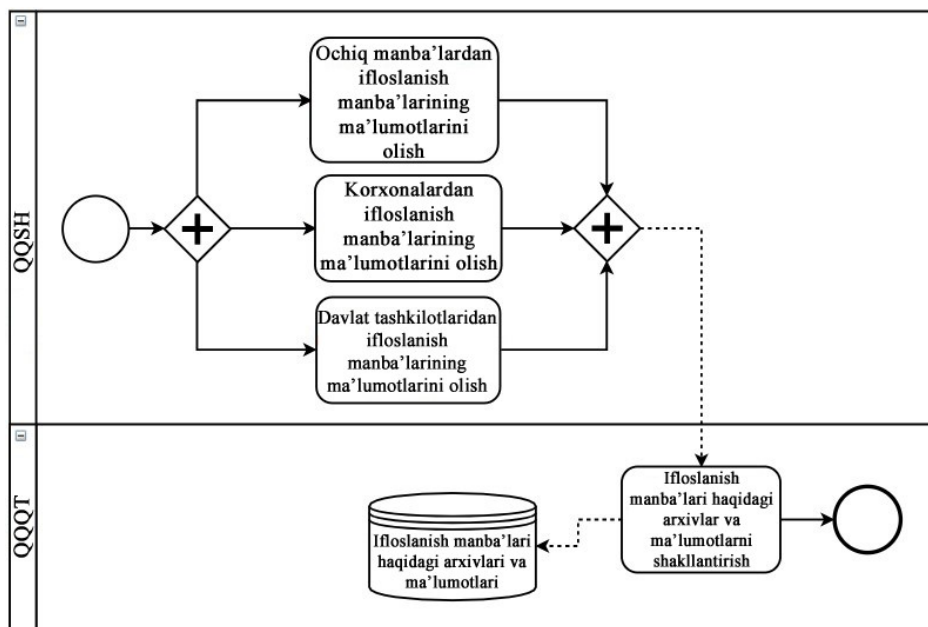 QQSH
Ochiq manba’lardan
ifloslanish
manba’larining
ma’lumotlarini
olish
Korxonalardan
ifloslanish
manba’larining
ma’lumotlarini olish
Davlat tashkilotlaridan
ifloslanish
manba’larining
ma’lumotlarini olish
QQQT
Ifloslanish manba’lari
haqidagi arxivlari va
ma’lumotlari
Ifloslanish
manba’lari haqidagi
arxivlar va
ma’lumotlarni
shakllantirish